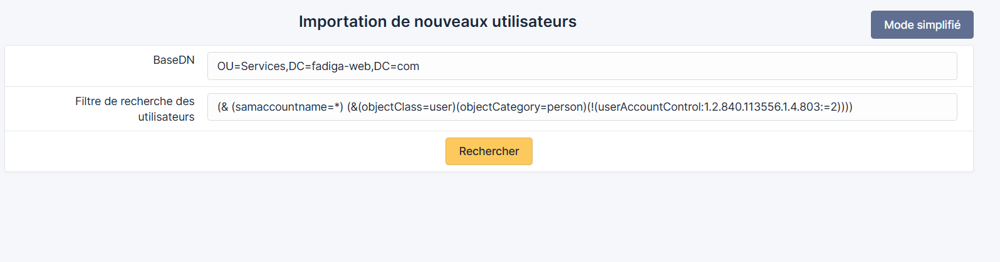 Importation de nouveaux utilisateurs
Mode simplifié
BaseDN
OU=Services,DC=fadiga-web,DC=com
Filtre de recherche des
utilisateurs
(& (samaccountname=*) (&(objectClass=user)(objectCategory=person)(!(userAccountControl:1.2.840.113556.1.4.803:=2))))
Rechercher